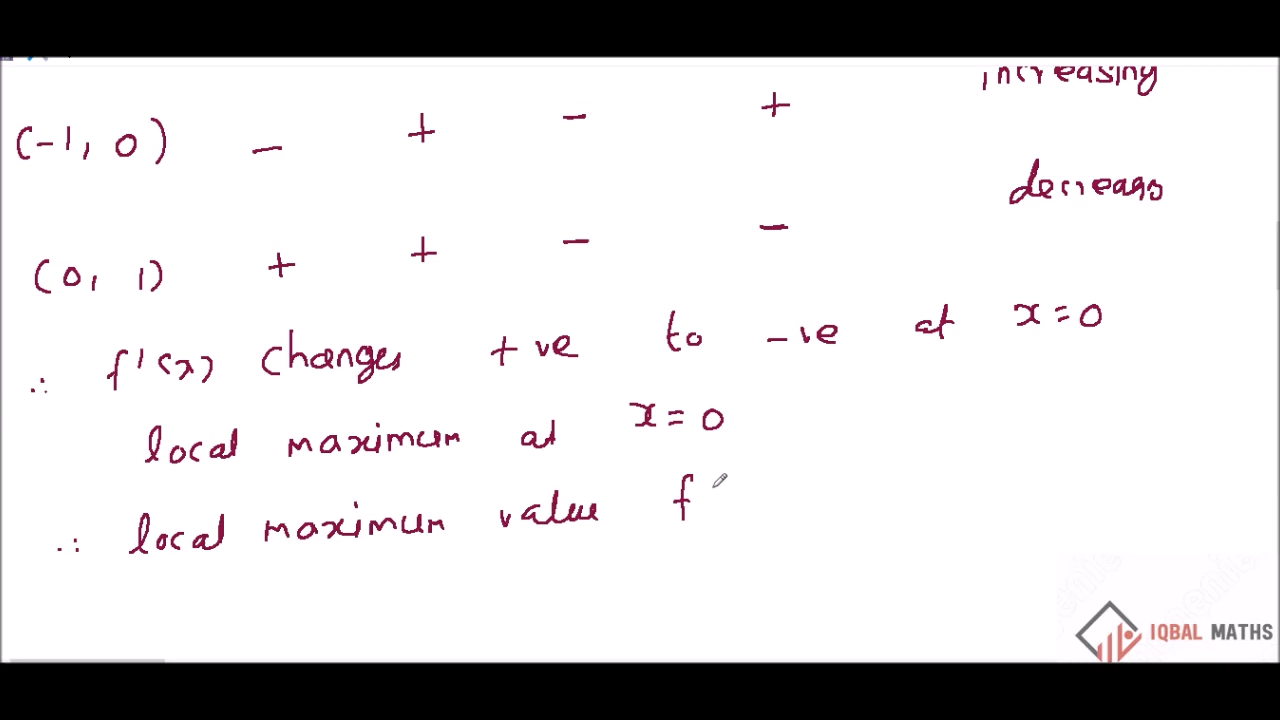 increasing
(-1, 0) - + - +
decreas
(0, 1) + + - -
∴ f'(x) changes +ve to -ve at x=0
local maximum at x=0
∴ local maximum value f
IQBAL MATHS